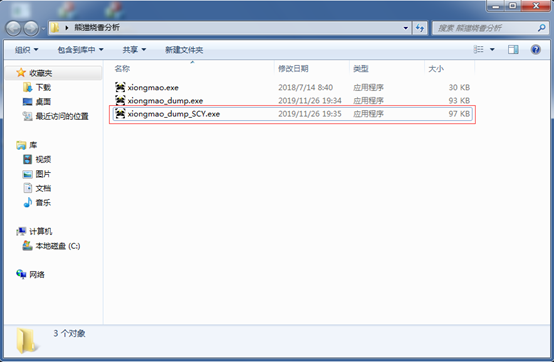 熊猫烧香分析
搜索 熊猫烧香分析
组织 包含到库中 共享 新建文件夹
名称 修改日期 类型 大小
收藏夹
下载
桌面
最近访问的位置
库
视频
图片
文档
音乐
计算机
本地磁盘 (C:)
网络
xiongmao.exe 2018/7/14 8:40 应用程序 30 KB
xiongmao_dump.exe 2019/11/26 19:34 应用程序 93 KB
xiongmao_dump_SCY.exe 2019/11/26 19:35 应用程序 97 KB
3 个对象